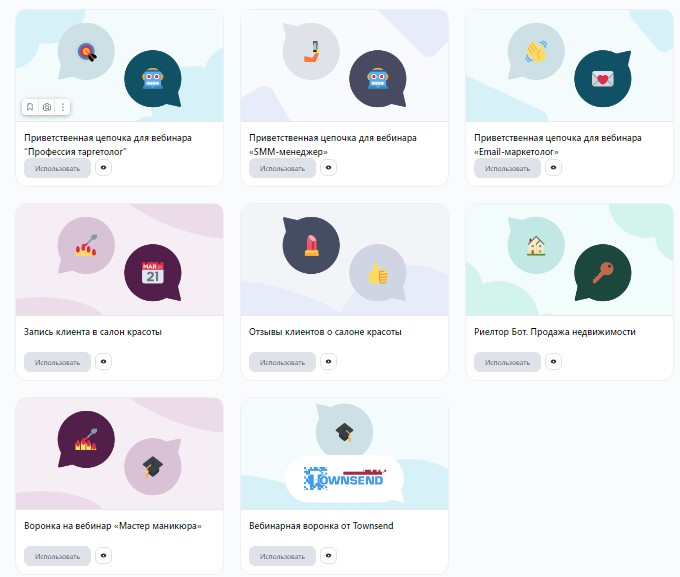 Приветственная цепочка для вебинара
"Профессия таргетолог"
Использовать
Приветственная цепочка для вебинара
«SMM-менеджер»
Использовать
Приветственная цепочка для вебинара
«Email-маркетолог»
Использовать
MAR
21
Запись клиента в салон красоты
Использовать
Отзывы клиентов о салоне красоты
Использовать
Риелтор Бот. Продажа недвижимости
Использовать
Воронка на вебинар «Мастер маникюра»
Использовать
TOWNSEND
Вебинарная воронка от Townsend
Использовать